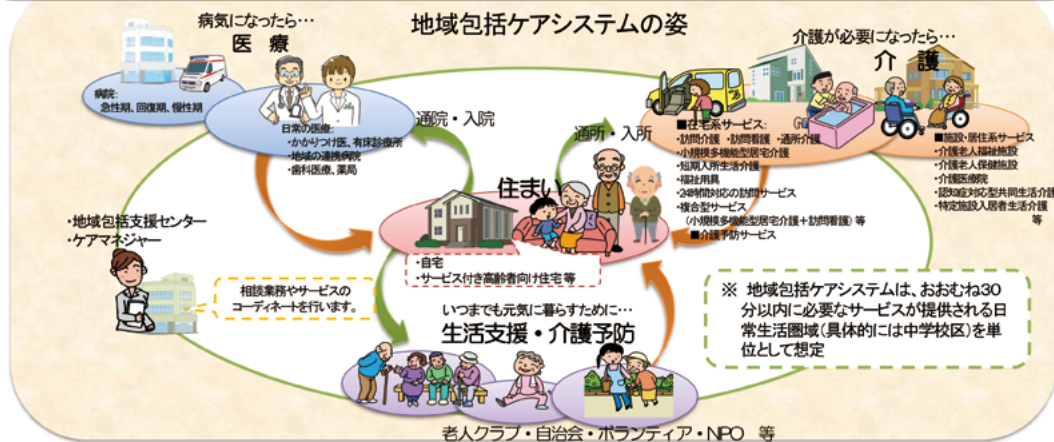 地域包括ケアシステムの姿
病気になったら…
医 療
病院:
急性期、回復期、慢性期
日常の医療:
・かかりつけ医、有床診療所
・地域の連携病院
・歯科医療、薬局
通院・入院
通所・入所
介護が必要になったら…
介 護
■在宅系サービス:
・訪問介護 ・訪問看護 ・通所介護
・小規模多機能型居宅介護
・短期入所生活介護
・福祉用具
・24時間対応の訪問サービス
・複合型サービス
(小規模多機能型居宅介護+訪問看護)等
■介護予防サービス
■施設・居住系サービス
・介護老人福祉施設
・介護老人保健施設
・介護医療院
・認知症対応型共同生活介護
・特定施設入居者生活介護
等
住まい
・自宅
・サービス付き高齢者向け住宅 等
・地域包括支援センター
・ケアマネジャー
相談業務やサービスの
コーディネートを行います。
いつまでも元気に暮らすために…
生活支援・介護予防
老人クラブ・自治会・ボランティア・NPO 等
※ 地域包括ケアシステムは、おおむね30
分以内に必要なサービスが提供される日
常生活圏域(具体的には中学校区)を単
位として想定